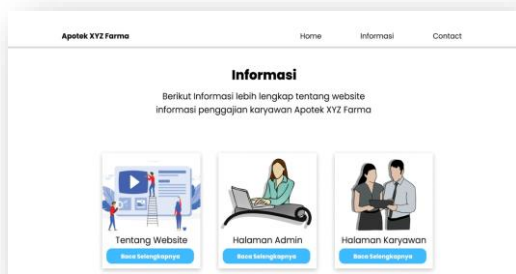 Apotek XYZ Farma Home Informasi Contact
Informasi
Berikut Informasi lebih lengkap tentang website
informasi penggajian karyawan Apotek XYZ Farma
Tentang Website Halaman Admin Halaman Karyawan
Baca Selengkapnya Baca Selengkapnya Baca Selengkapnya